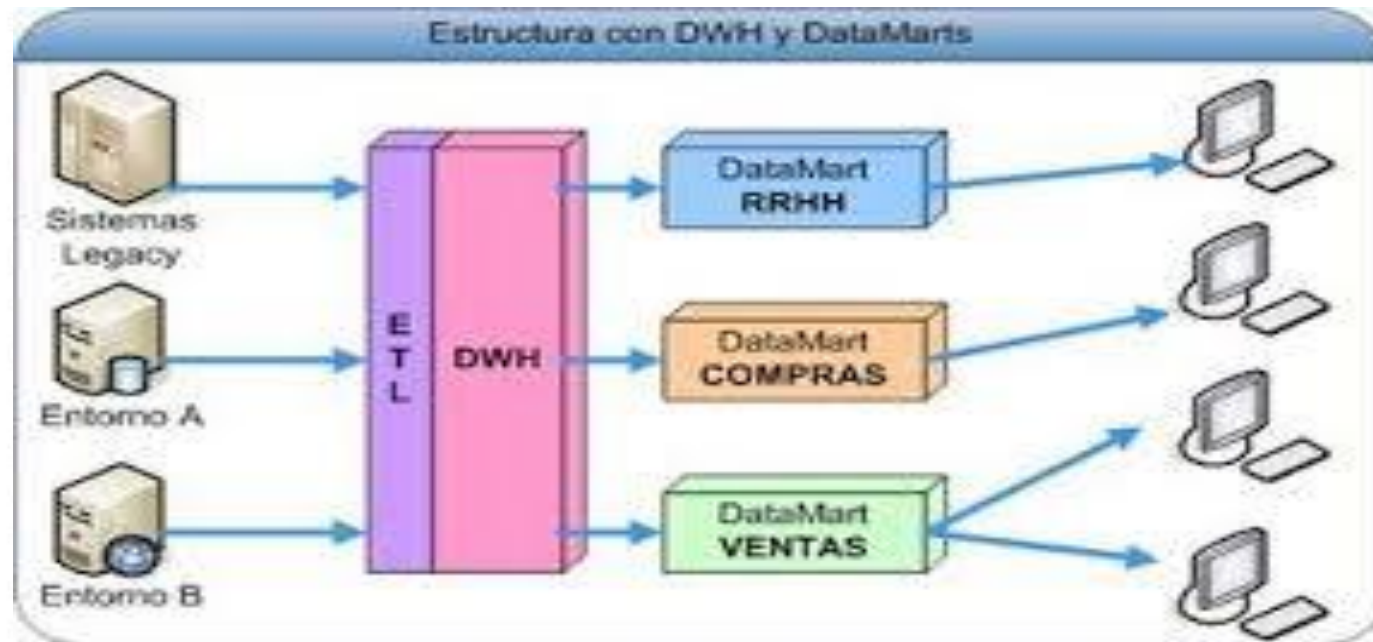 Estructura con DWH y DataMarts
Sistemas
Legacy
Entorno A
Entorno B
E
T
L
DWH
DataMart
RRHH
DataMart
COMPRAS
DataMart
VENTAS